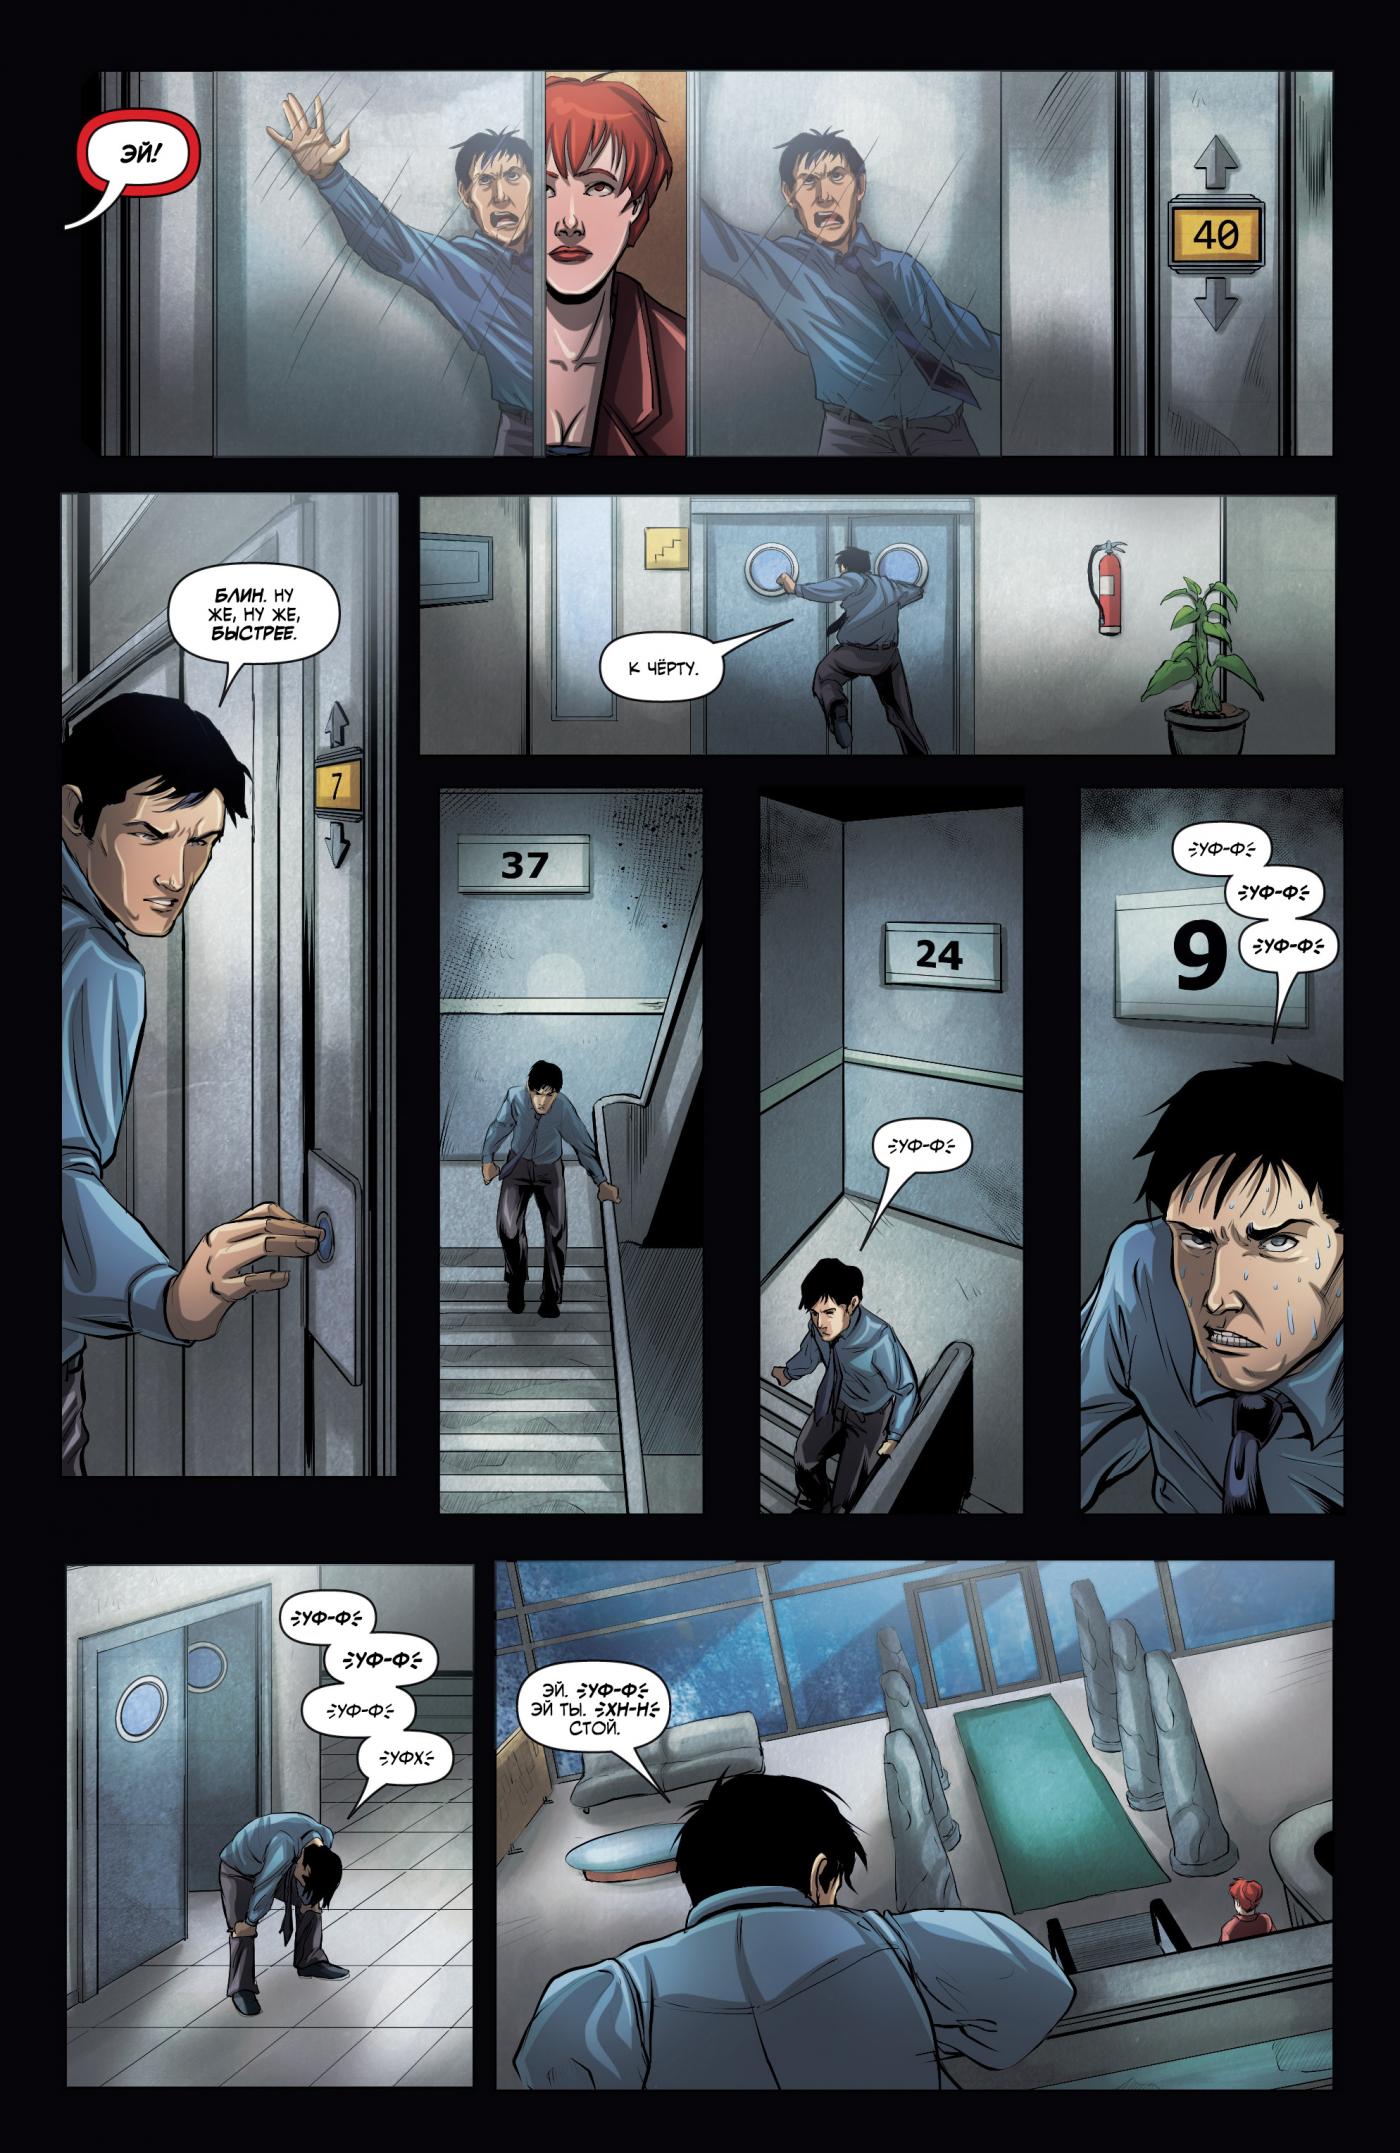 ЭЙ!
40
БЛИН. НУ
ЖЕ, НУ ЖЕ,
БЫСТРЕЕ.
7
К ЧЁРТУ.
37
24
УФ-Ф
9
УФ-Ф
УФ-Ф
УФ-Ф
УФ-Ф
УФ-Ф
УФ-Ф
УФХ
ЭЙ. УФ-Ф
ЭЙ ТЫ. ХН-Н
СТОЙ.